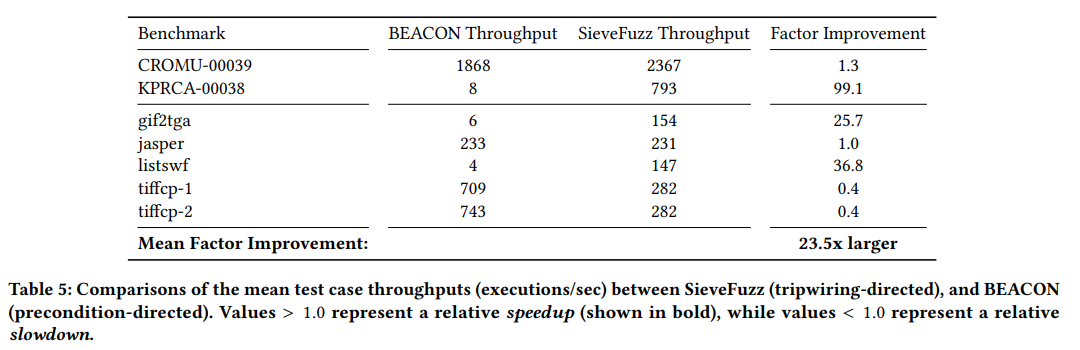 Benchmark BEACON Throughput SieveFuzz Throughput Factor Improvement
CROMU-00039 1868 2367 1.3
KPRCA-00038 8 793 99.1
gif2tga 6 154 25.7
jasper 233 231 1.0
listswf 4 147 36.8
tiffcp-1 709 282 0.4
tiffcp-2 743 282 0.4
Mean Factor Improvement: 23.5x larger
Table 5: Comparisons of the mean test case throughputs (executions/sec) between SieveFuzz (tripwiring-directed), and BEACON
(precondition-directed). Values > 1.0 represent a relative speedup (shown in bold), while values < 1.0 represent a relative
slowdown.